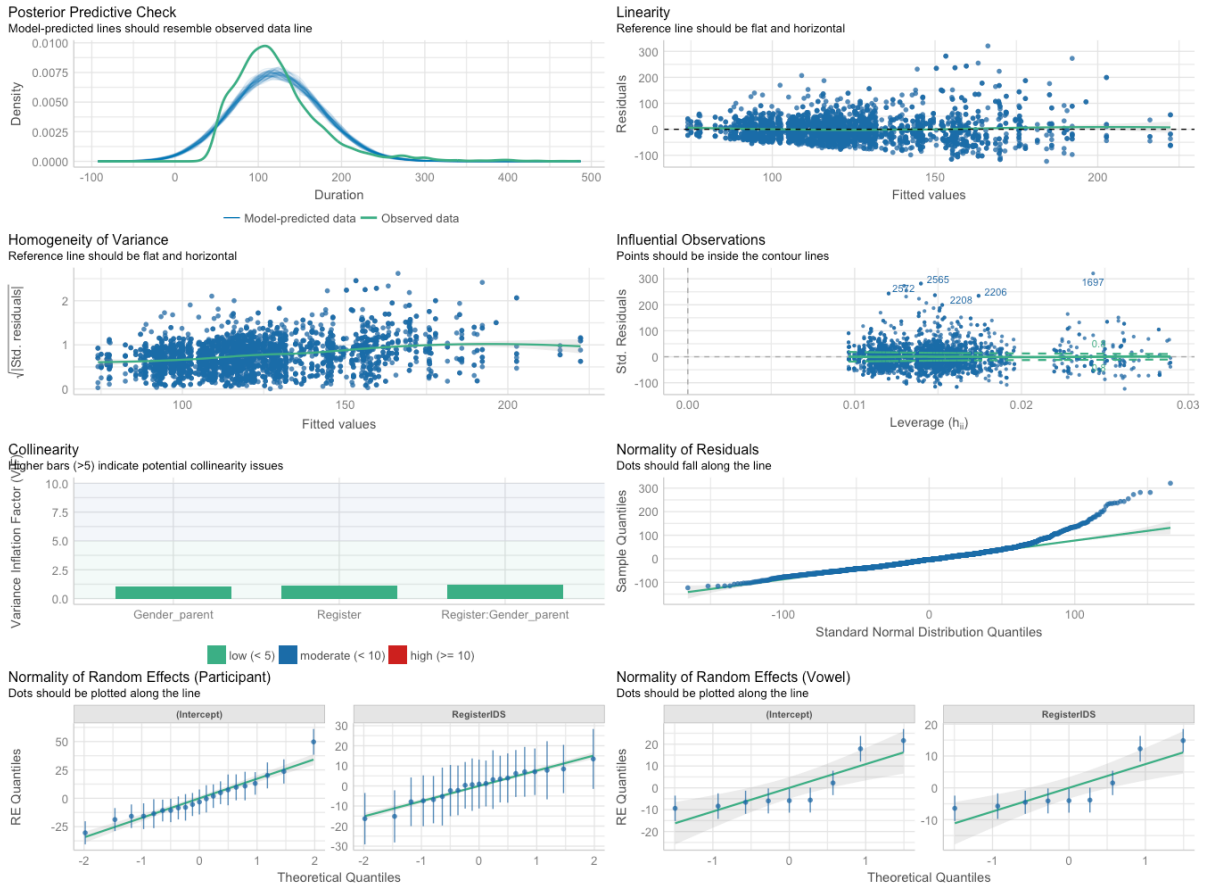 Posterior Predictive Check
Model-predicted lines should resemble observed data line
0.0100
0.0075
0.0050
0.0025
0.0000
Density
-100 0 100 200 300 400 500
Duration
Model-predicted data Observed data
Linearity
Reference line should be flat and horizontal
300
200
100
0
-100
Residuals
100 150 200
Fitted values
Homogeneity of Variance
Reference line should be flat and horizontal
2
1
0
√|Std. residuals|
100 150 200
Fitted values
Influential Observations
Points should be inside the contour lines
300
200
100
0
-100
Std. Residuals
2565
2206
2208
1697
0.00 0.01 0.02 0.03
Leverage (hii)
Collinearity
Higher bars (>5) indicate potential collinearity issues
10.0
7.5
5.0
2.5
0.0
Variance Inflation Factor (VIF)
Gender_parent Register Register:Gender_parent
low (< 5) moderate (< 10) high (>= 10)
Normality of Residuals
Dots should fall along the line
300
200
100
0
-100
Sample Quantiles
-100 0 100
Standard Normal Distribution Quantiles
Normality of Random Effects (Participant)
Dots should be plotted along the line
(Intercept)
50
25
0
-25
RE Quantiles
-2 -1 0 1 2
RegisterIDS
30
20
10
0
-10
-20
-30
-2 -1 0 1 2
Theoretical Quantiles
Normality of Random Effects (Vowel)
Dots should be plotted along the line
(Intercept)
20
10
0
-10
-20
RE Quantiles
-1 0 1
RegisterIDS
20
10
0
-10
-1 0 1
Theoretical Quantiles